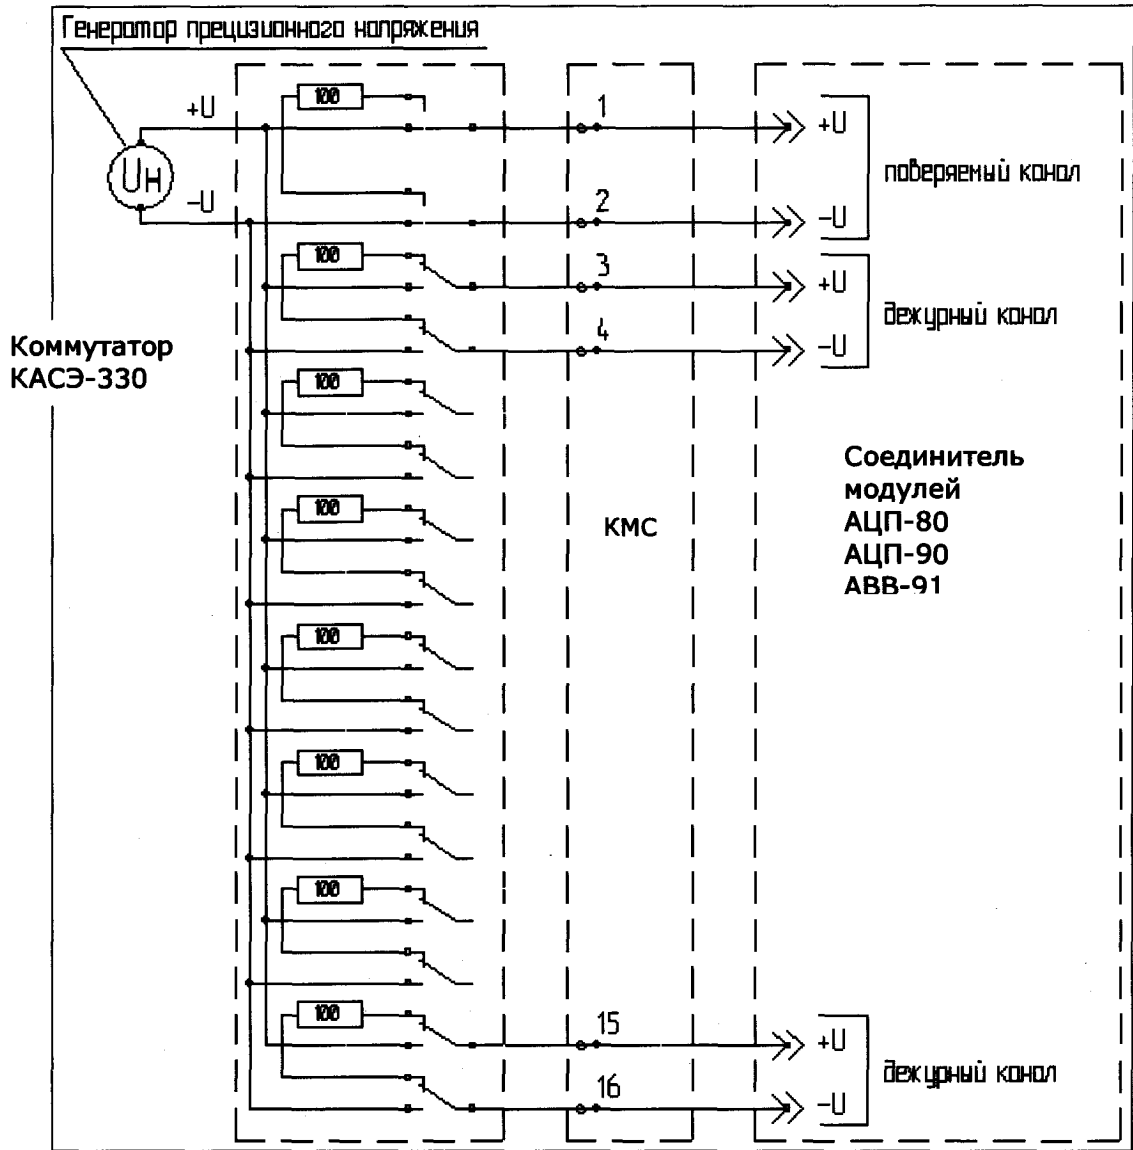 Генератор прецизионного напряжения
+U
Uн
-U
100
1
+U
поверяемый канал
2
-U
100
3
+U
дежурный канал
4
-U
Коммутатор
КАСЭ-330
100
Соединитель
модулей
АЦП-80
АЦП-90
АВВ-91
100
КМС
100
100
100
100
15
+U
дежурный канал
16
-U